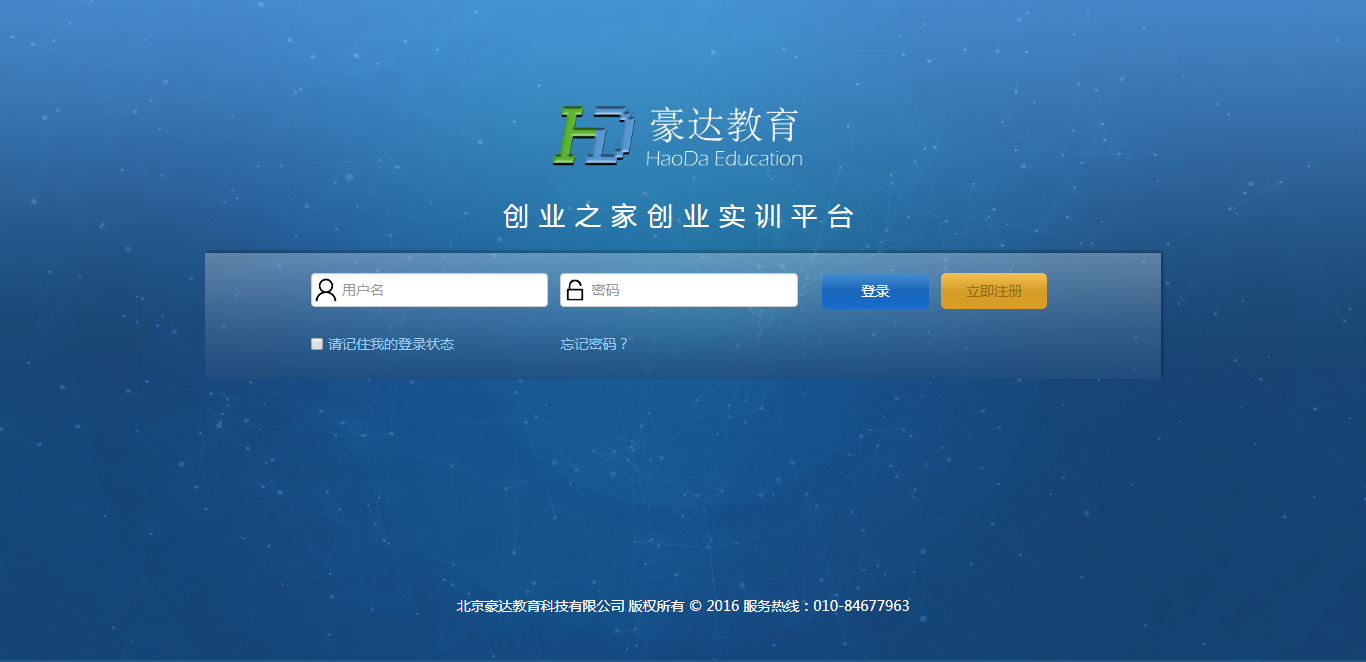 HD 豪达教育
HaoDa Education
创业之家创业实训平台
用户名 密码 登录 立即注册
请记住我的登录状态 忘记密码？
北京豪达教育科技有限公司 版权所有 © 2016 服务热线：010-84677963